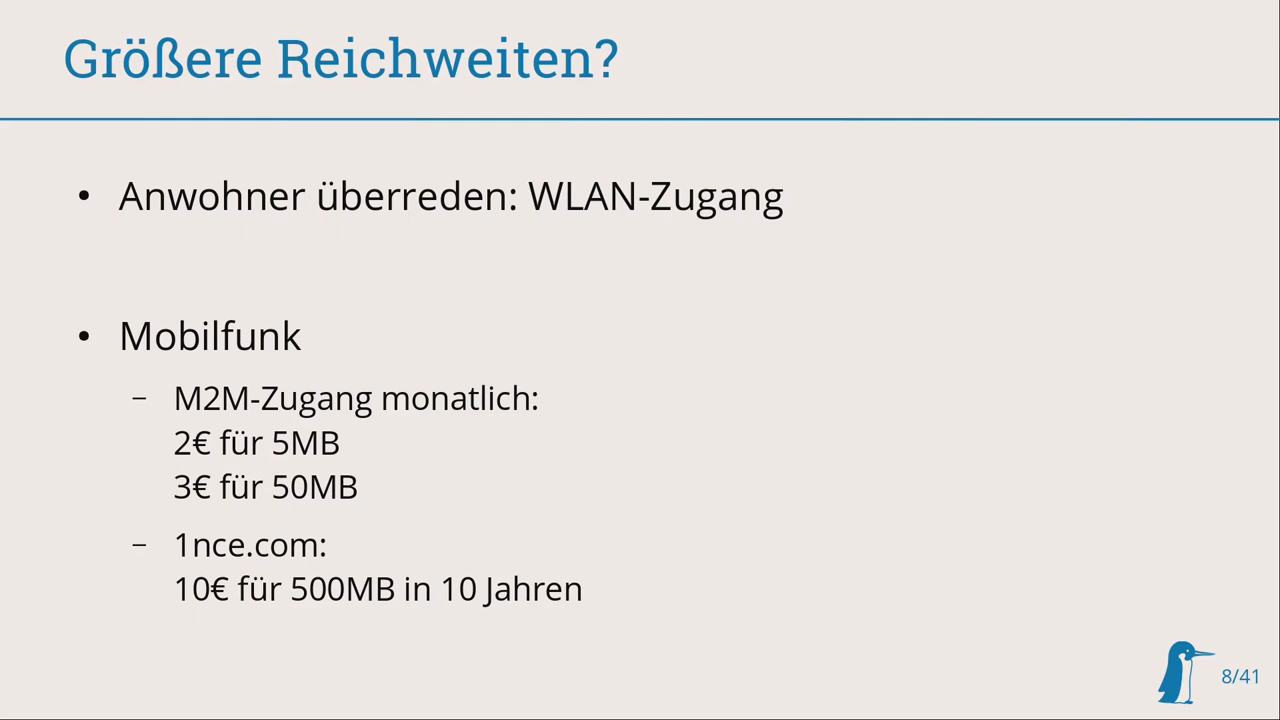 Größere Reichweiten?
• Anwohner überreden: WLAN-Zugang
• Mobilfunk
– M2M-Zugang monatlich:
2€ für 5MB
3€ für 50MB
– 1nce.com:
10€ für 500MB in 10 Jahren
8/41